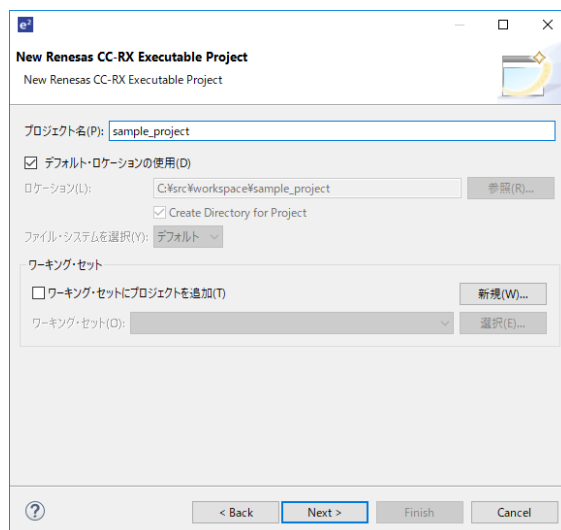 e²
New Renesas CC-RX Executable Project
New Renesas CC-RX Executable Project
プロジェクト名(P): sample_project
デフォルト・ロケーションの使用(D)
ロケーション(L): C:¥src¥workspace¥sample_project 参照(R)...
Create Directory for Project
ファイル・システムを選択(Y): デフォルト
ワーキング・セット
ワーキング・セットにプロジェクトを追加(T) 新規(W)...
ワーキング・セット(O): 選択(E)...
? < Back Next > Finish Cancel